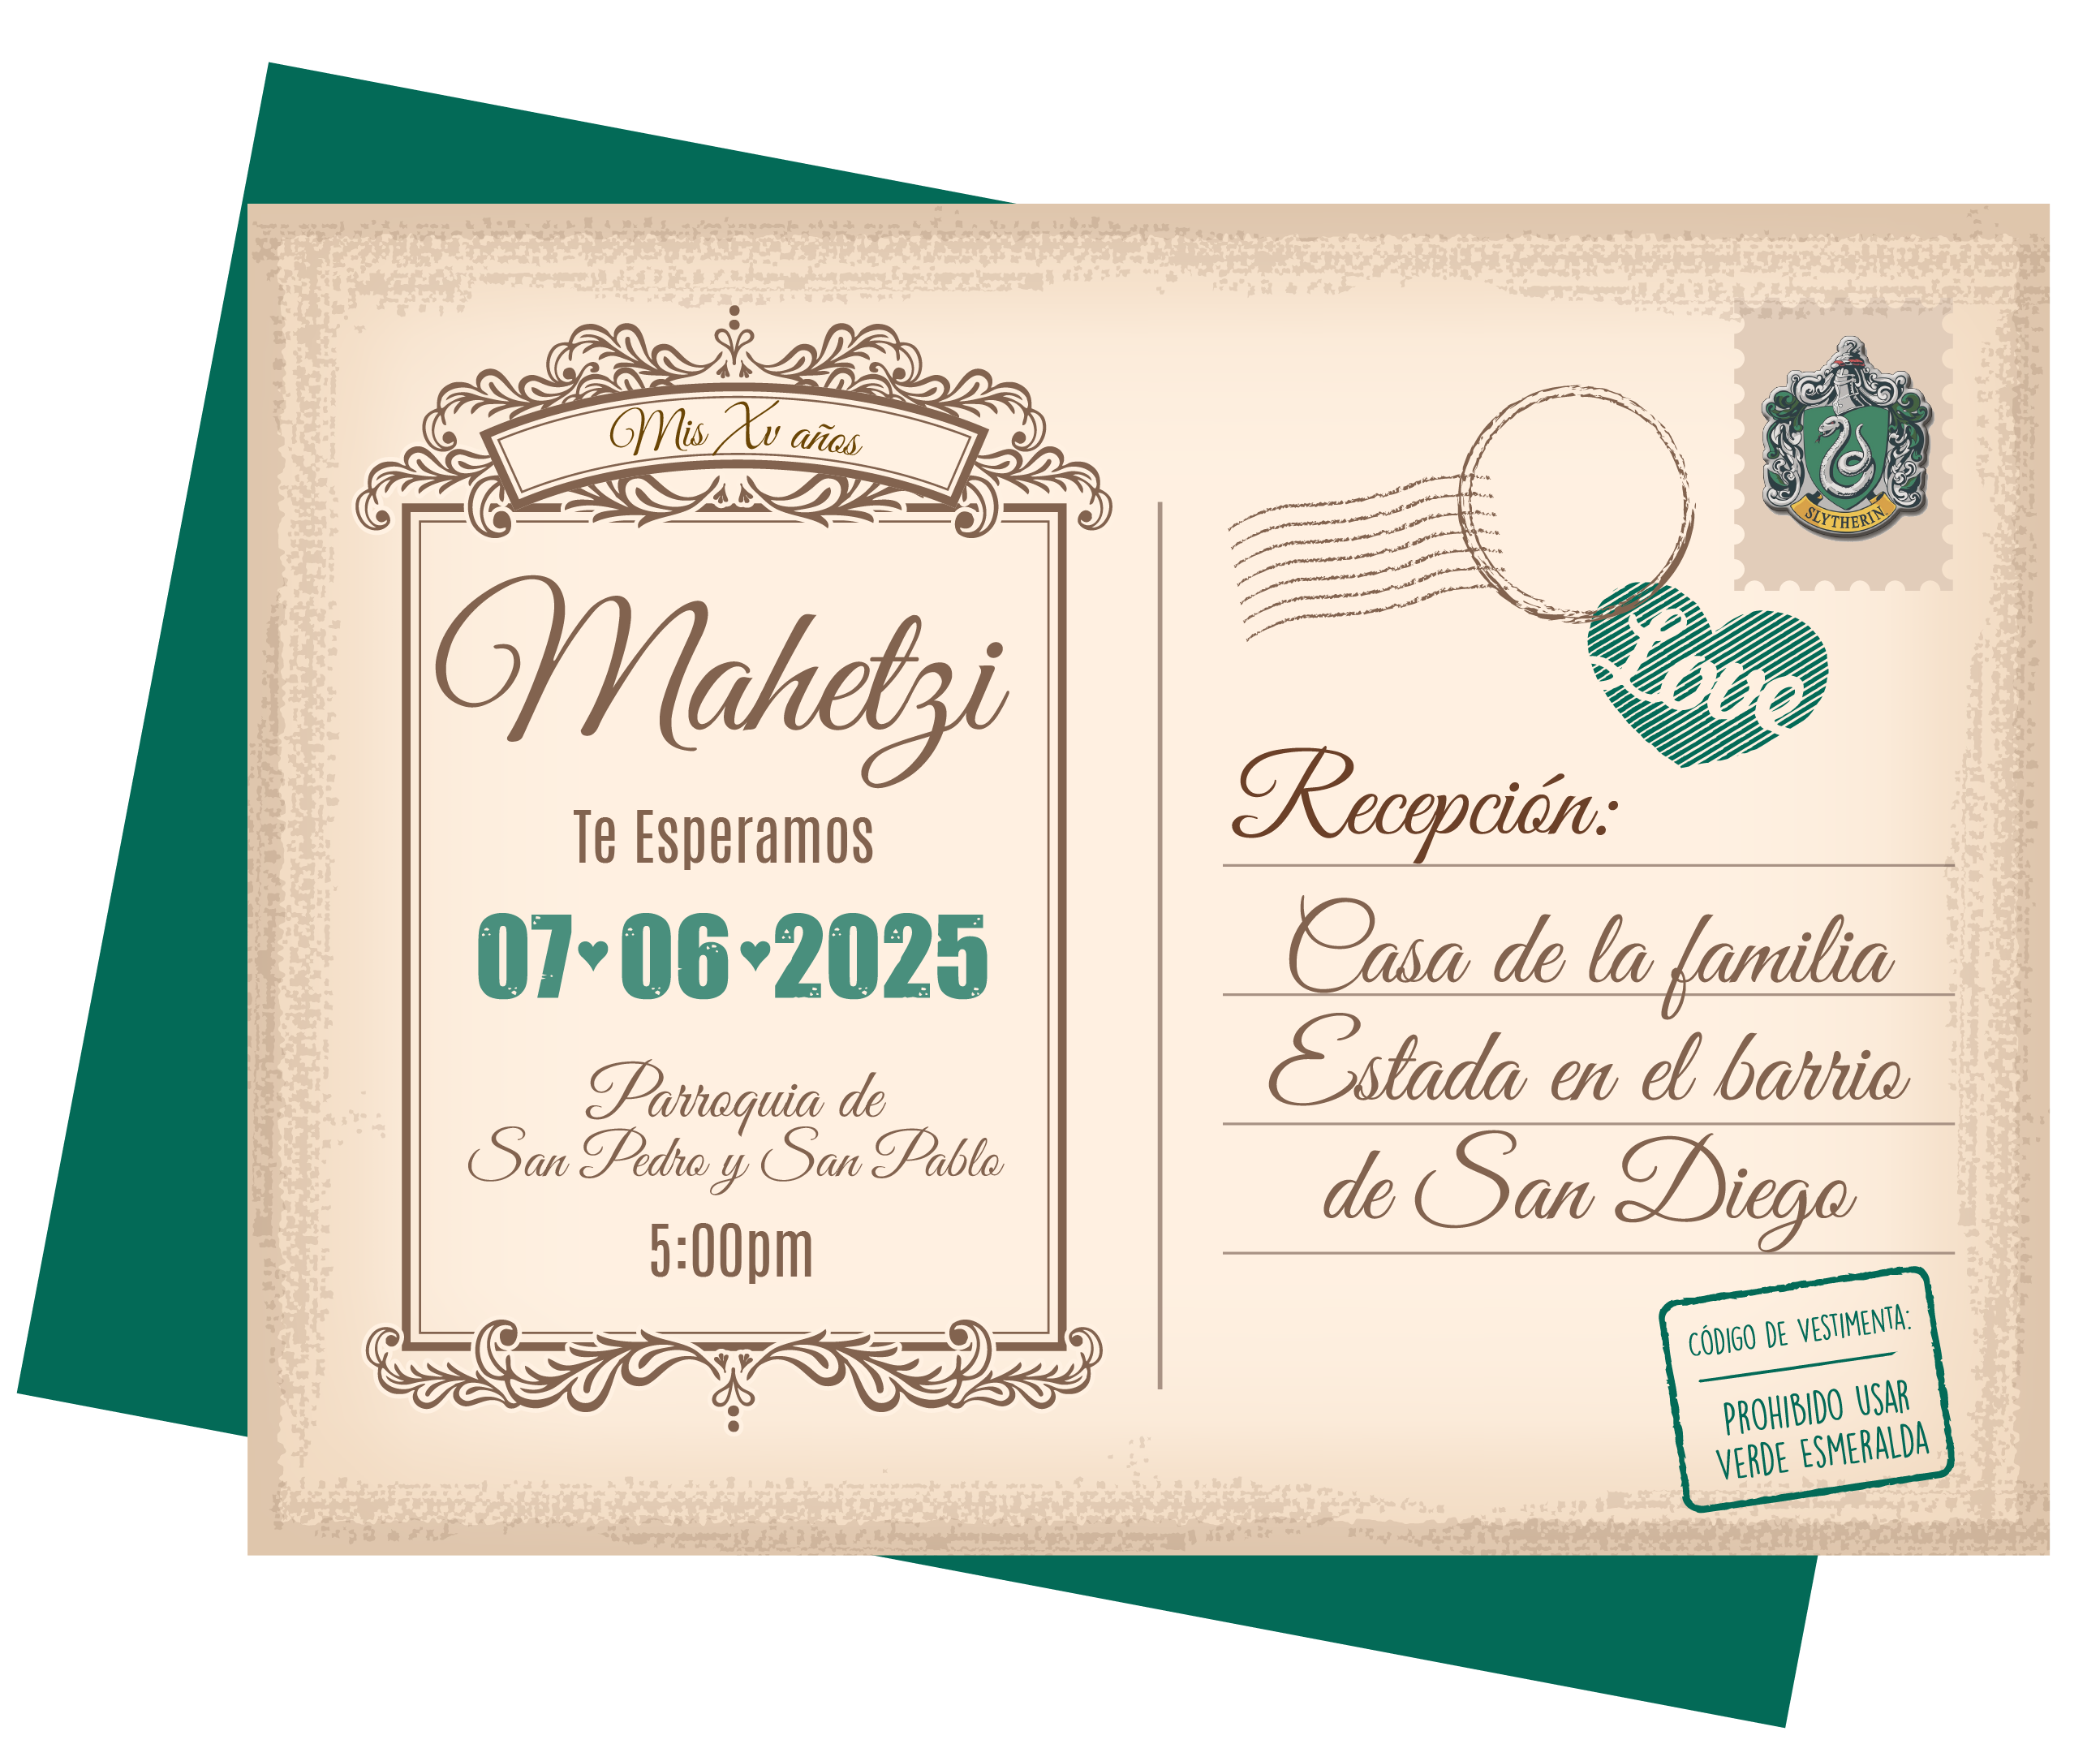 Mis Xv años
Mahetzi
Te Esperamos
07♥06♥2025
Parroquia de
San Pedro y San Pablo
5:00pm
SLYTHERIN
Love
Recepción:
Casa de la familia
Estada en el barrio
de San Diego
CÓDIGO DE VESTIMENTA:
PROHIBIDO USAR
VERDE ESMERALDA